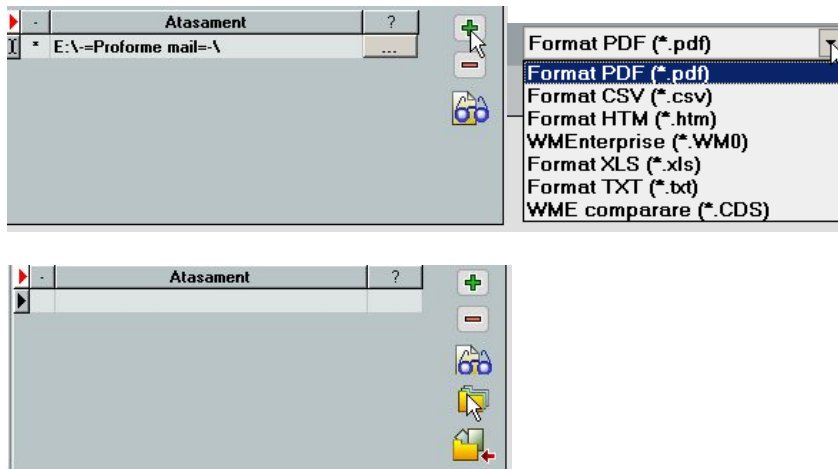 - Atasament ?
* E:\-=Proforme mail=-\ ...
Format PDF (*.pdf)
Format PDF (*.pdf)
Format CSV (*.csv)
Format HTM (*.htm)
WMEnterprise (*.WM0)
Format XLS (*.xls)
Format TXT (*.txt)
WME comparare (*.CDS)
- Atasament ?